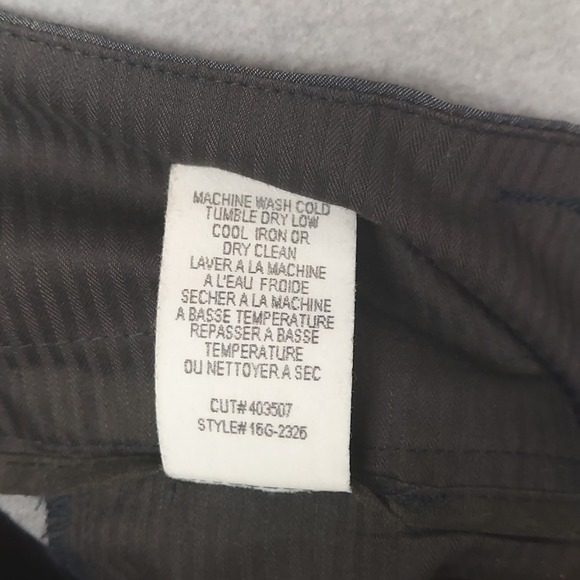 MACHINE WASH COLD
TUMBLE DRY LOW
COOL IRON OR
DRY CLEAN
LAVER A LA MACHINE
A L'EAU FROIDE
SECHER A LA MACHINE
A BASSE TEMPERATURE
REPASSER A BASSE
TEMPERATURE
OU NETTOYER A SEC
CUT# 403507
STYLE# 16G-2326